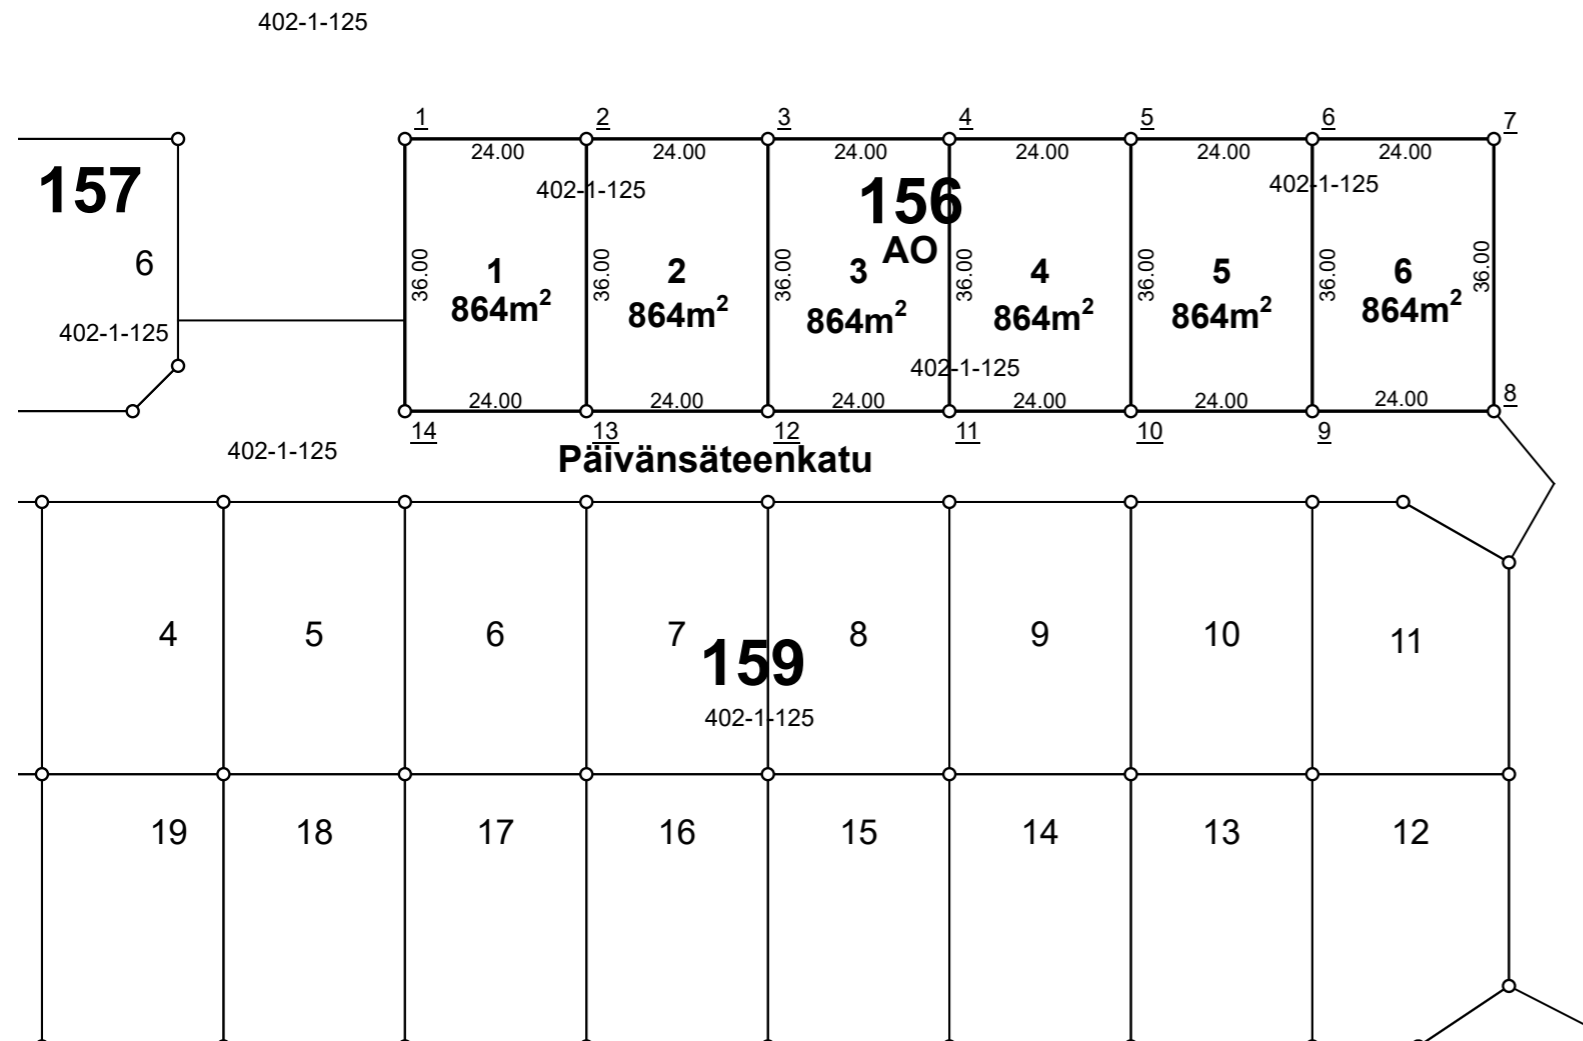 402-1-125
1 2 3 4 5 6 7
24.00 24.00 24.00 24.00 24.00 24.00
157
402-1-125 156 402-1-125
AO
6
36.00 36.00 36.00 36.00 36.00 36.00 36.00
1 2 3 4 5 6
864m² 864m² 864m² 864m² 864m² 864m²
402-1-125
402-1-125
24.00 24.00 24.00 24.00 24.00 24.00
8
14 13 12 11 10 9
402-1-125
Päivänsäteenkatu
4 5 6 7 8 9 10 11
159
402-1-125
19 18 17 16 15 14 13 12